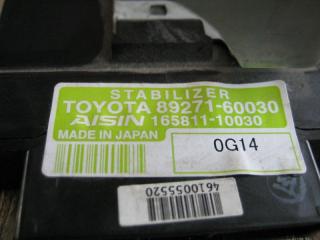 STABILIZER
TOYOTA 89271-60030
AISIN 165811-10030
MADE IN JAPAN
0G14
4610055520